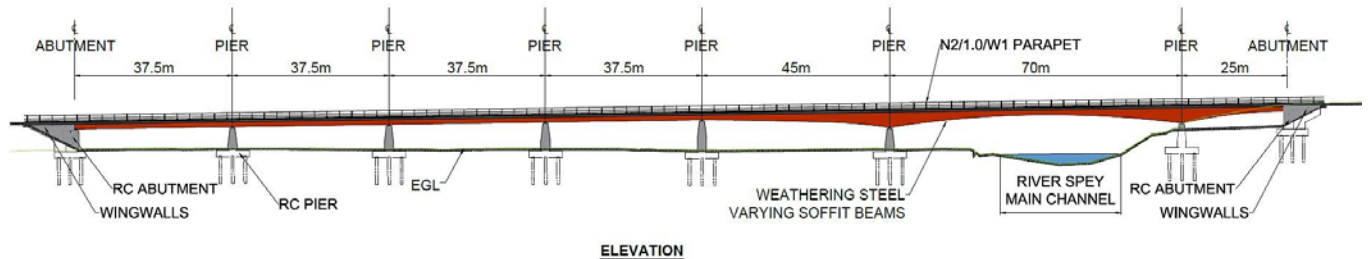 ℄ ABUTMENT
℄ PIER
℄ PIER
℄ PIER
℄ PIER
℄ PIER
℄ PIER
℄ ABUTMENT
N2/1.0/W1 PARAPET
37.5m
37.5m
37.5m
37.5m
45m
70m
25m
RC ABUTMENT
WINGWALLS
RC PIER
EGL
WEATHERING STEEL
VARYING SOFFIT BEAMS
RIVER SPEY
MAIN CHANNEL
RC ABUTMENT
WINGWALLS
ELEVATION